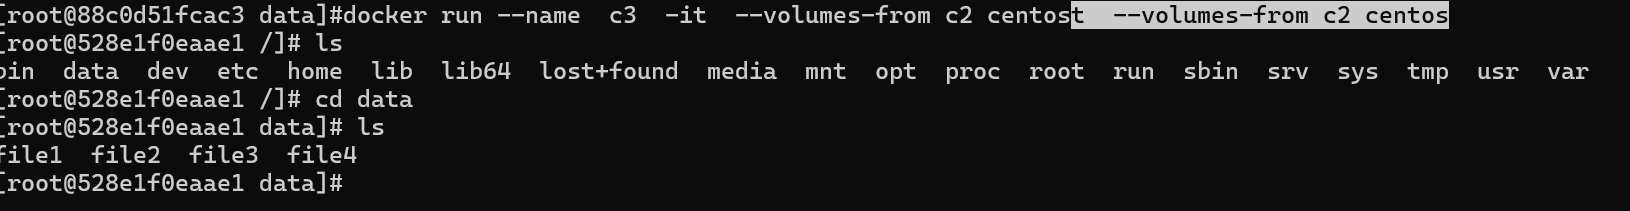 [root@88c0d51fcac3 data]#docker run --name  c3  -it  --volumes-from c2 centost  --volumes-from c2 centos
[root@528e1f0eaae1 /]# ls
bin  data  dev  etc  home  lib  lib64  lost+found  media  mnt  opt  proc  root  run  sbin  srv  sys  tmp  usr  var
[root@528e1f0eaae1 /]# cd data
[root@528e1f0eaae1 data]# ls
file1  file2  file3  file4
[root@528e1f0eaae1 data]#